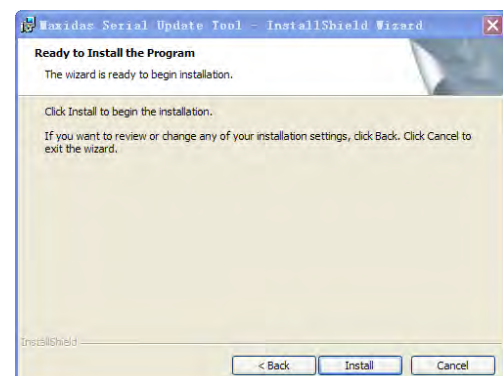 Maxidas Serial Update Tool - InstallShield Wizard
Ready to Install the Program
The wizard is ready to begin installation.
Click Install to begin the installation.
If you want to review or change any of your installation settings, click Back. Click Cancel to
exit the wizard.
InstallShield
< Back Install Cancel